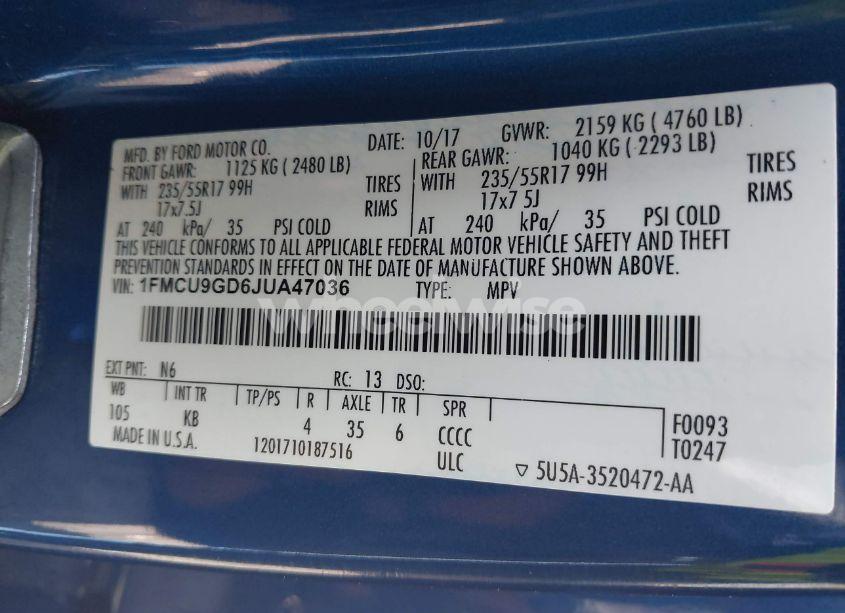 MFD. BY FORD MOTOR CO. DATE: 10/17 GVWR: 2159 KG ( 4760 LB)
FRONT GAWR: 1125 KG ( 2480 LB) REAR GAWR: 1040 KG ( 2293 LB)
WITH 235/55R17 99H TIRES WITH 235/55R17 99H TIRES
17x7.5J RIMS 17x7.5J RIMS
AT 240 kPa/ 35 PSI COLD AT 240 kPa/ 35 PSI COLD
THIS VEHICLE CONFORMS TO ALL APPLICABLE FEDERAL MOTOR VEHICLE SAFETY AND THEFT
PREVENTION STANDARDS IN EFFECT ON THE DATE OF MANUFACTURE SHOWN ABOVE.
VIN: 1FMCU9GD6JUA47036 TYPE: MPV
wheelwise
EXT PNT: N6 RC: 13 DSO:
WB INT TR TP/PS R AXLE TR SPR
105 KB 4 35 6 CCCC F0093
MADE IN U.S.A. 1201710187516 ULC T0247
▽ 5U5A-3520472-AA